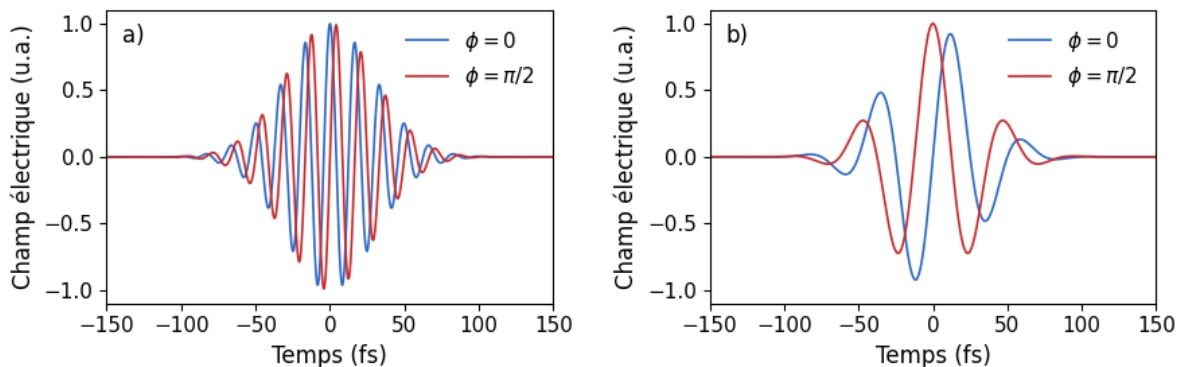 a)
ϕ = 0
ϕ = π/2
Champ électrique (u.a.)
1.0
0.5
0.0
−0.5
−1.0
−150 −100 −50 0 50 100 150
Temps (fs)
b)
ϕ = 0
ϕ = π/2
Champ électrique (u.a.)
1.0
0.5
0.0
−0.5
−1.0
−150 −100 −50 0 50 100 150
Temps (fs)